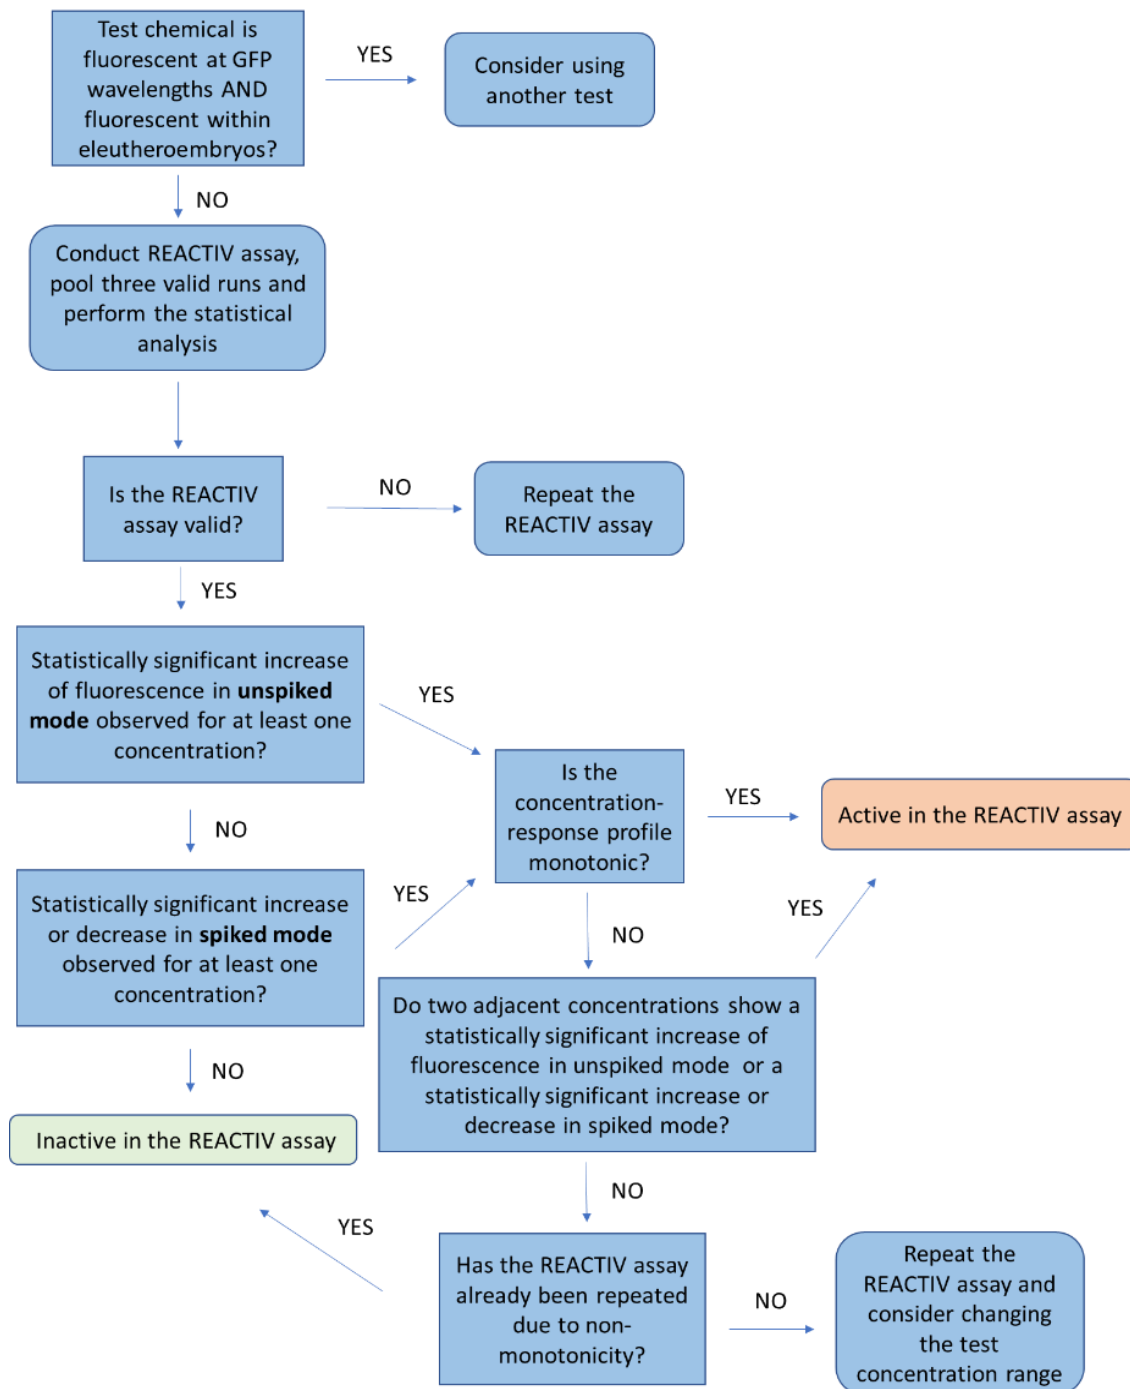 Test chemical is
fluorescent at GFP
wavelengths AND
fluorescent within
eleutheroembryos?
YES
Consider using
another test
NO
Conduct REACTIV assay,
pool three valid runs and
perform the statistical
analysis
Is the REACTIV
assay valid?
NO
Repeat the
REACTIV assay
YES
Statistically significant increase
of fluorescence in unspiked
mode observed for at least one
concentration?
YES
Is the
concentration-
response profile
monotonic?
YES
Active in the REACTIV assay
NO
Statistically significant increase
or decrease in spiked mode
observed for at least one
concentration?
YES
NO
YES
Do two adjacent concentrations show a
statistically significant increase of
fluorescence in unspiked mode or a
statistically significant increase or
decrease in spiked mode?
NO
Inactive in the REACTIV assay
NO
YES
Has the REACTIV assay
already been repeated
due to non-
monotonicity?
NO
Repeat the
REACTIV assay and
consider changing
the test
concentration range